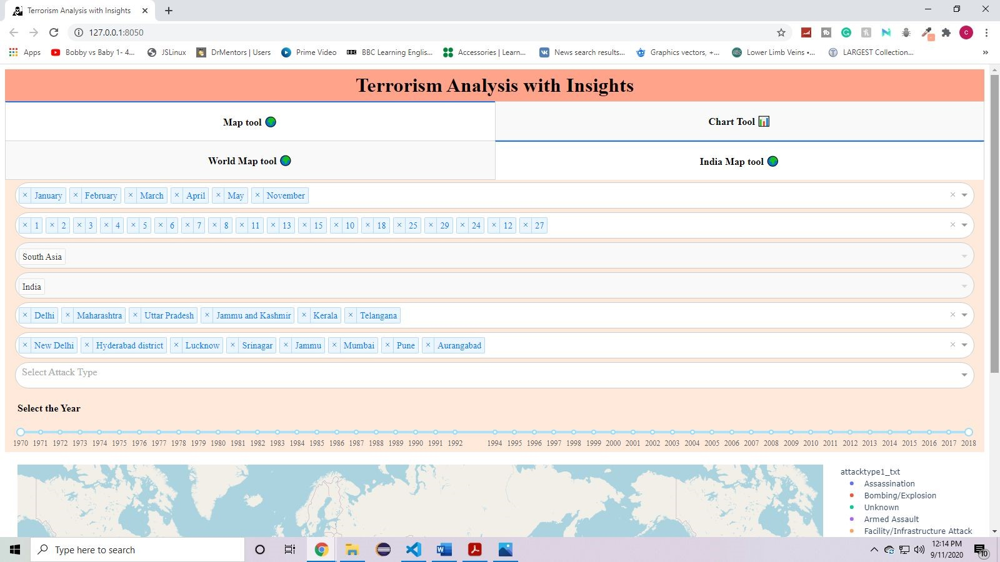 Terrorism Analysis with Insights
127.0.0.1:8050
c
Apps Bobby vs Baby 1- 4... JSLinux DrMentors | Users Prime Video BBC BBC Learning Englis... Accessories | Learn... News search results... Graphics vectors, +... Lower Limb Veins •... LARGEST Collection... »
Terrorism Analysis with Insights
Map tool Chart Tool
World Map tool India Map tool
× January × February × March × April × May × November
× 1 × 2 × 3 × 4 × 5 × 6 × 7 × 8 × 11 × 13 × 15 × 10 × 18 × 25 × 29 × 24 × 12 × 27
South Asia
India
× Delhi × Maharashtra × Uttar Pradesh × Jammu and Kashmir × Kerala × Telangana
× New Delhi × Hyderabad district × Lucknow × Srinagar × Jammu × Mumbai × Pune × Aurangabad
Select Attack Type
Select the Year
1970 1971 1972 1973 1974 1975 1976 1977 1978 1979 1980 1981 1982 1983 1984 1985 1986 1987 1988 1989 1990 1991 1992 1994 1995 1996 1997 1998 1999 2000 2001 2002 2003 2004 2005 2006 2007 2008 2009 2010 2011 2012 2013 2014 2015 2016 2017 2018
attacktype1_txt
Assassination
Bombing/Explosion
Unknown
Armed Assault
Facility/Infrastructure Attack
Type here to search
12:14 PM
9/11/2020
10